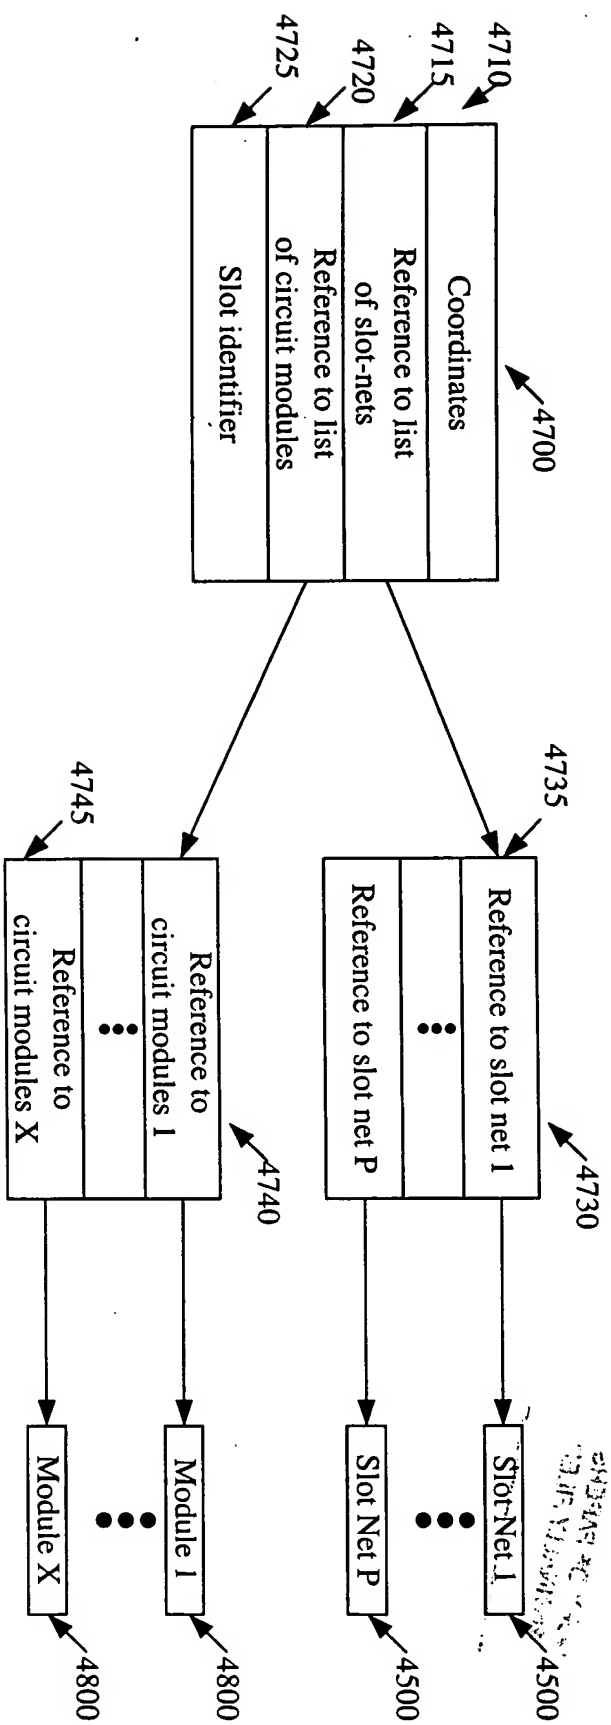 4700
4710
Coordinates
4715
Reference to list
of slot-nets
4720
Reference to list
of circuit modules
4725
Slot identifier
4730
4735
Reference to slot net 1
Reference to slot net P
4740
Reference to
circuit modules 1
4745
Reference to
circuit modules X
Slot Net 1
4500
Slot Net P
4500
Module 1
4800
Module X
4800